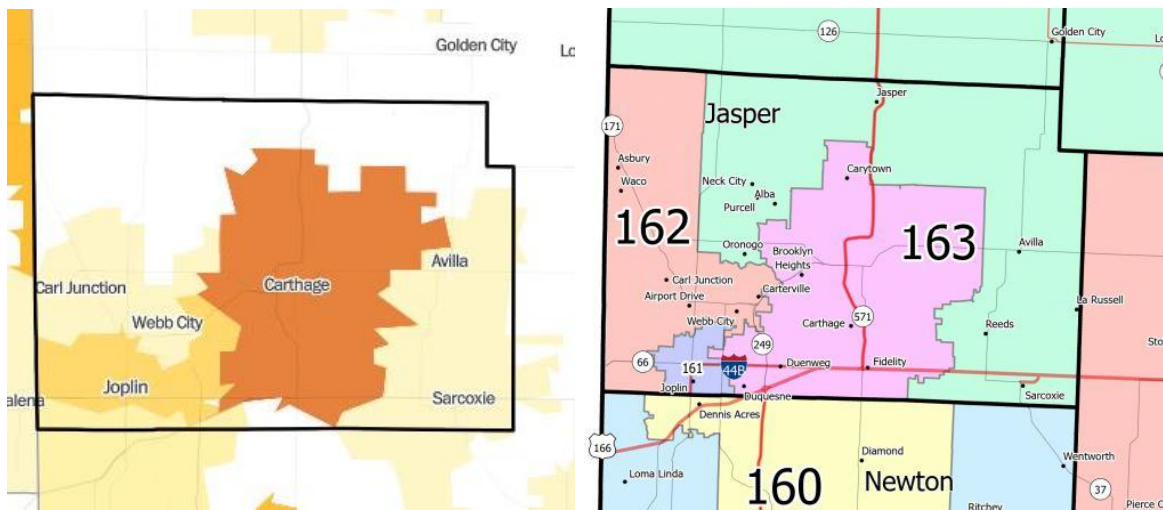 Golden City
Lo
Carthage
Avilla
Carl Junction
Webb City
Joplin
alena
Sarcoxie
126
Golden City
Lo
Jasper
Jasper
171
Asbury
Waco
Carytown
Neck City
Alba
Purcell
162
163
Oronogo
Brooklyn
Heights
Avilla
Carl Junction
Carterville
Airport Drive
La Russell
Webb City
Carthage
571
Reeds
Sto
249
66
161
44B
Duenweg
Fidelity
Joplin
Duquesne
Sarcoxie
Dennis Acres
166
Diamond
Wentworth
Loma Linda
160
Newton
37
Ritchey
Pierce C